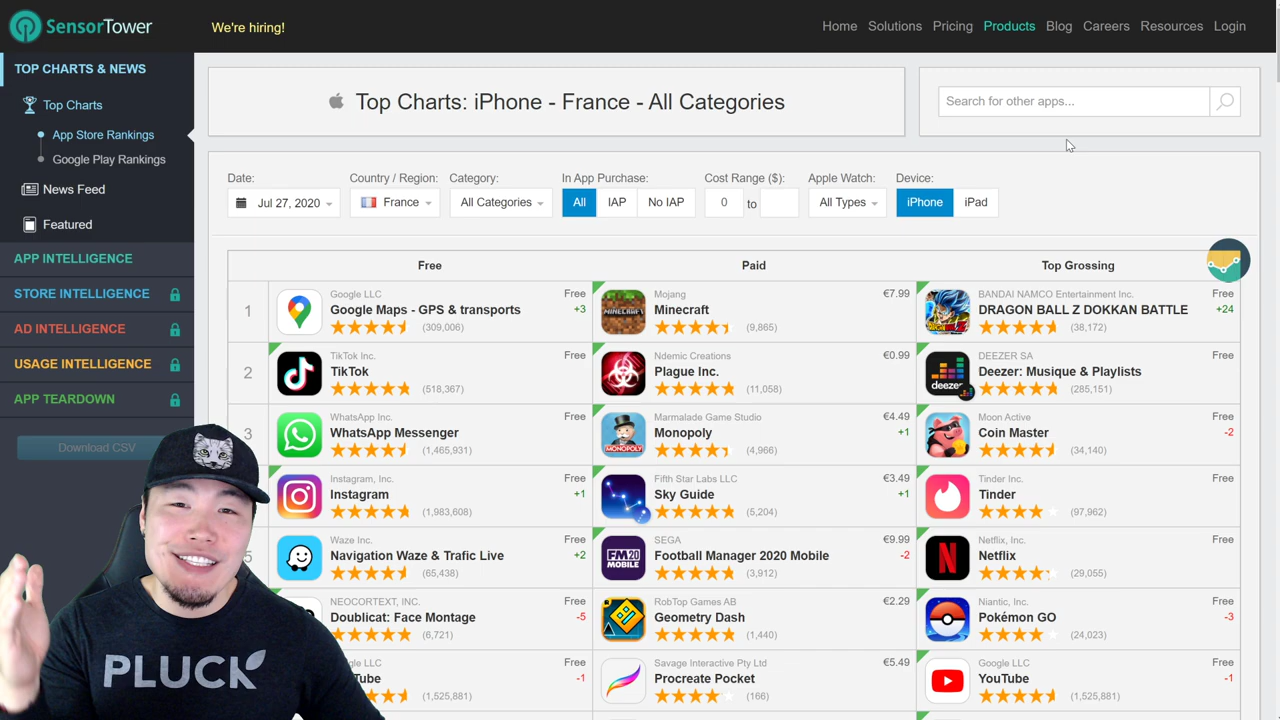 SensorTower
We're hiring!
Home Solutions Pricing Products Blog Careers Resources Login
TOP CHARTS & NEWS
Top Charts
App Store Rankings
Google Play Rankings
News Feed
Featured
APP INTELLIGENCE
STORE INTELLIGENCE
AD INTELLIGENCE
USAGE INTELLIGENCE
APP TEARDOWN
Download CSV
Top Charts: iPhone - France - All Categories
Search for other apps...
Date: Country / Region: Category: In App Purchase: Cost Range ($): Apple Watch: Device:
Jul 27, 2020 France All Categories All IAP No IAP 0 to All Types iPhone iPad
Free Paid Top Grossing
1
Google LLC Free
Google Maps - GPS & transports +3
(309,006)
MINECRAFT
Mojang €7.99
Minecraft
(9,865)
BANDAI NAMCO Entertainment Inc. Free
DRAGON BALL Z DOKKAN BATTLE +24
(38,172)
2
TikTok Inc. Free
TikTok
(518,367)
Ndemic Creations €0.99
Plague Inc.
(11,058)
deezer
DEEZER SA Free
Deezer: Musique & Playlists
(285,151)
3
WhatsApp Inc. Free
WhatsApp Messenger
(1,465,931)
MONOPOLY
Marmalade Game Studio €4.49
Monopoly +1
(4,966)
Moon Active Free
Coin Master -2
(34,140)
Instagram, Inc. Free
Instagram +1
(1,983,608)
Fifth Star Labs LLC €3.49
Sky Guide +1
(5,204)
Tinder Inc. Free
Tinder
(97,962)
5
Waze Inc. Free
Navigation Waze & Trafic Live +2
(65,438)
FM20
MOBILE
SEGA €9.99
Football Manager 2020 Mobile -2
(3,912)
N
Netflix, Inc. Free
Netflix
(29,055)
NEOCORTEXT, INC. Free
Doublicat: Face Montage -5
(6,721)
RobTop Games AB €2.29
Geometry Dash
(1,440)
Niantic, Inc. Free
Pokémon GO -3
(24,023)
gle LLC Free
Tube -1
(1,525,881)
Savage Interactive Pty Ltd €5.49
Procreate Pocket
(166)
Google LLC Free
YouTube -1
(1,525,881)
PLUCK